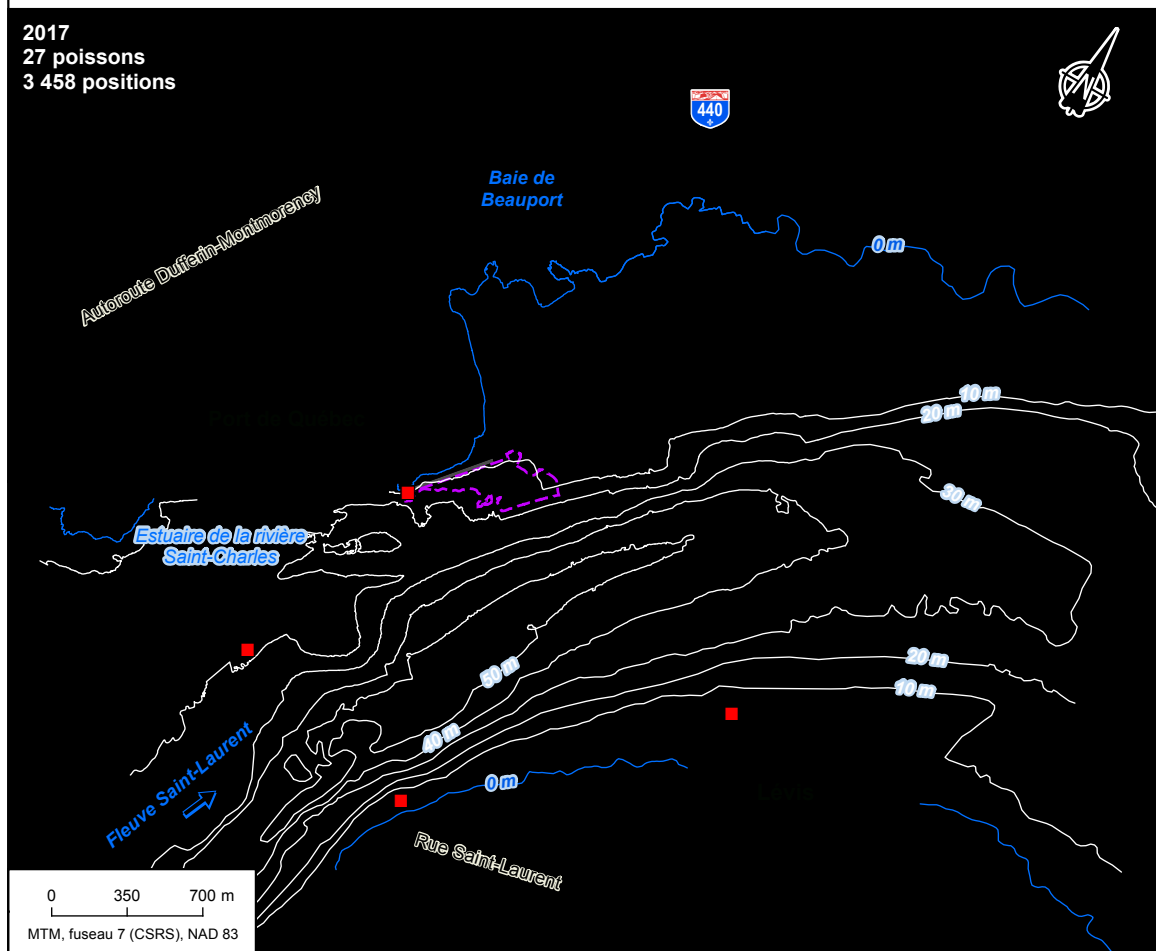 2017
27 poissons
3 458 positions
N
440
Baie de
Beauport
Autoroute Dufferin-Montmorency
0 m
10 m
20 m
Port de Québec
30 m
Estuaire de la rivière
Saint-Charles
50 m
20 m
10 m
40 m
Fleuve Saint-Laurent
0 m
Lévis
Rue Saint-Laurent
0 350 700 m
MTM, fuseau 7 (CSRS), NAD 83